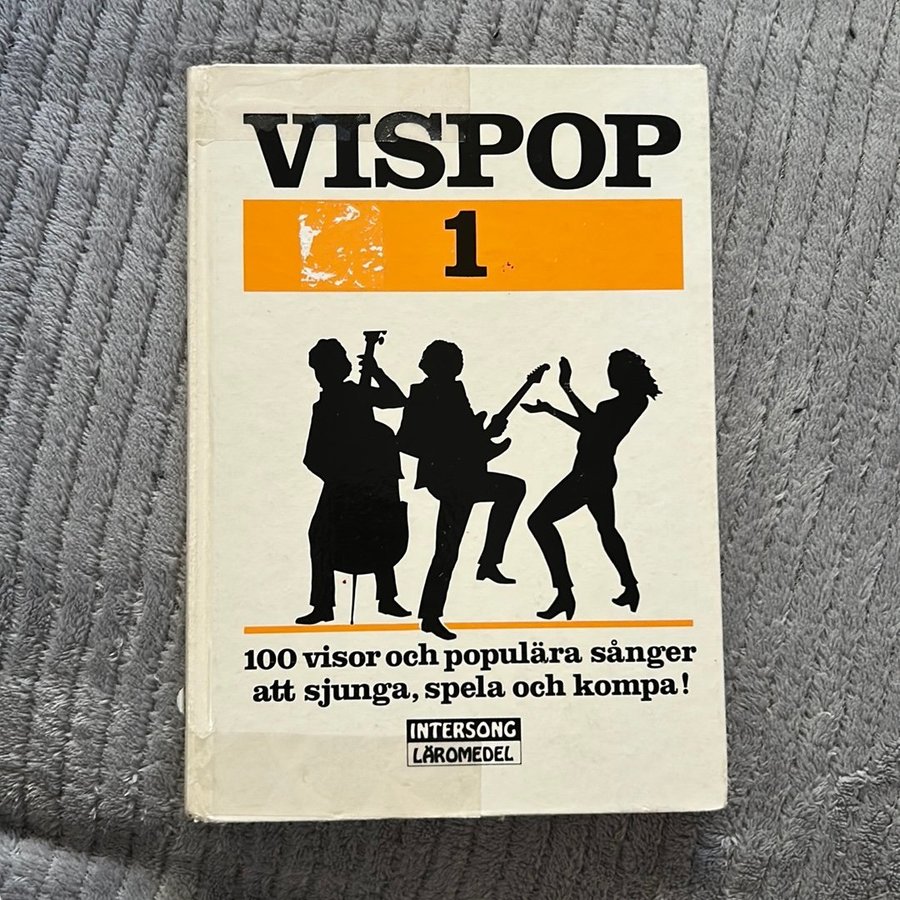 VISPOP
1
100 visor och populära sånger
att sjunga, spela och kompa!
INTERSONG
LÄROMEDEL